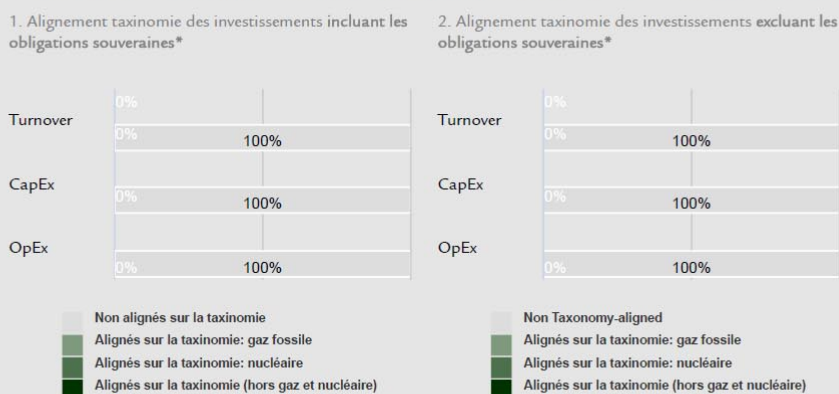 1. Alignement taxinomie des investissements incluant les
obligations souveraines*
Turnover
0%
0%
100%
CapEx
0%
100%
OpEx
0%
100%
Non alignés sur la taxinomie
Alignés sur la taxinomie: gaz fossile
Alignés sur la taxinomie: nucléaire
Alignés sur la taxinomie (hors gaz et nucléaire)
2. Alignement taxinomie des investissements excluant les
obligations souveraines*
Turnover
0%
0%
100%
CapEx
0%
100%
OpEx
0%
100%
Non Taxonomy-aligned
Alignés sur la taxinomie: gaz fossile
Alignés sur la taxinomie: nucléaire
Alignés sur la taxinomie (hors gaz et nucléaire)